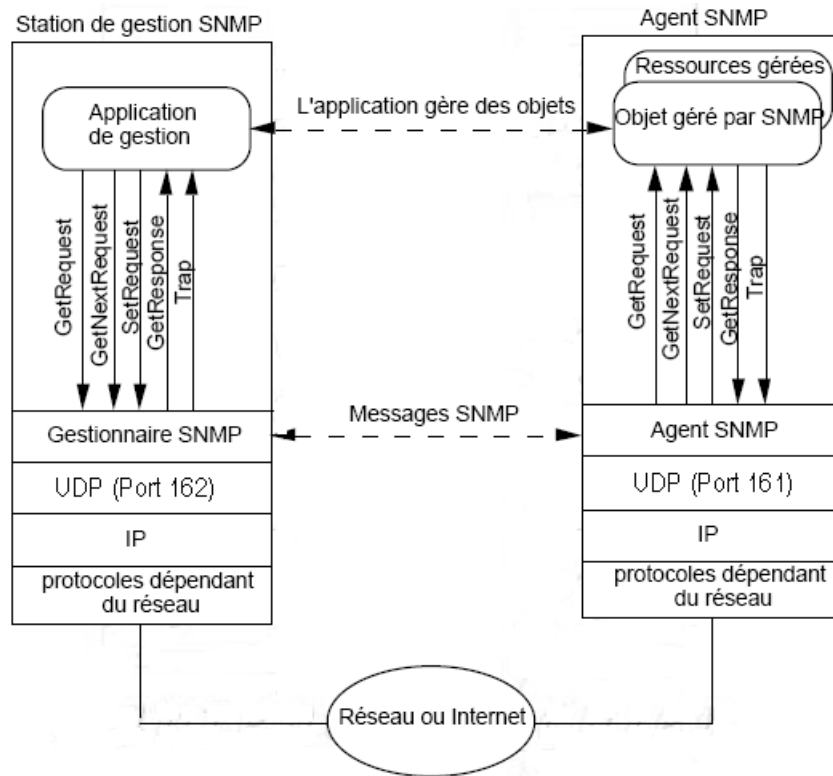 Station de gestion SNMP
Agent SNMP
Ressources gérées
Application
de gestion
L'application gère des objets
Objet géré par SNMP
GetRequest
GetNextRequest
SetRequest
GetResponse
Trap
GetRequest
GetNextRequest
SetRequest
GetResponse
Trap
Messages SNMP
Gestionnaire SNMP
Agent SNMP
UDP (Port 162)
UDP (Port 161)
IP
IP
protocoles dépendant
du réseau
protocoles dépendant
du réseau
Réseau ou Internet